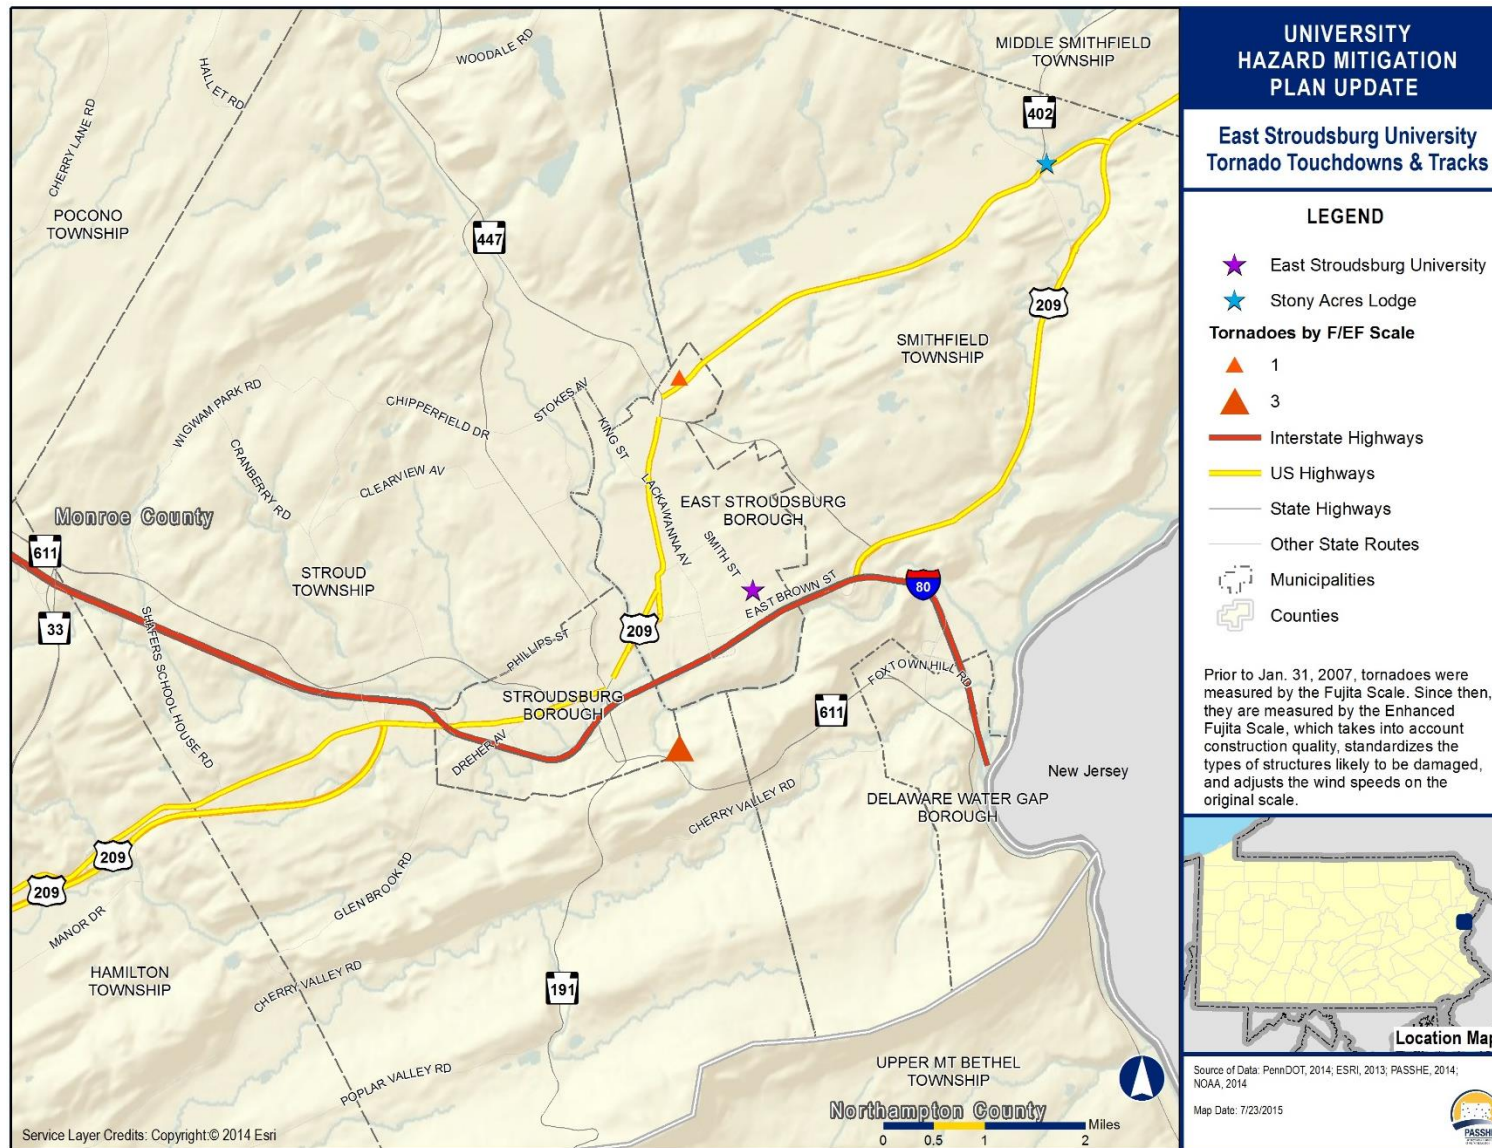 UNIVERSITY
HAZARD MITIGATION
PLAN UPDATE
East Stroudsburg University
Tornado Touchdowns & Tracks
LEGEND
East Stroudsburg University
Stony Acres Lodge
Tornadoes by F/EF Scale
1
3
Interstate Highways
US Highways
State Highways
Other State Routes
Municipalities
Counties
Prior to Jan. 31, 2007, tornadoes were
measured by the Fujita Scale. Since then,
they are measured by the Enhanced
Fujita Scale, which takes into account
construction quality, standardizes the
types of structures likely to be damaged,
and adjusts the wind speeds on the
original scale.
Location Map
Source of Data: PennDOT, 2014; ESRI, 2013; PASSHE, 2014;
NOAA, 2014
Map Date: 7/23/2015
PASSHE
WOODALE RD
MIDDLE SMITHFIELD
TOWNSHIP
HALLET RD
CHERRY LANE RD
402
POCONO
TOWNSHIP
447
209
SMITHFIELD
TOWNSHIP
WIGWAM PARK RD
CHIPPERFIELD DR
STOKES AV
KING ST
CRANBERRY RD
CLEARVIEW AV
LACKAWANNA AV
EAST STROUDSBURG
BOROUGH
Monroe County
SMITH ST
611
STROUD
TOWNSHIP
EAST BROWN ST
80
33
SHAFERS SCHOOL HOUSE RD
PHILLIPS ST
209
FOXTOWN HILL RD
STROUDSBURG
BOROUGH
611
DREHER AV
New Jersey
CHERRY VALLEY RD
DELAWARE WATER GAP
BOROUGH
209
209
GLEN BROOK RD
MANOR DR
HAMILTON
TOWNSHIP
CHERRY VALLEY RD
191
POPLAR VALLEY RD
UPPER MT BETHEL
TOWNSHIP
Northampton County
Miles
0 0.5 1 2
Service Layer Credits: Copyright:© 2014 Esri